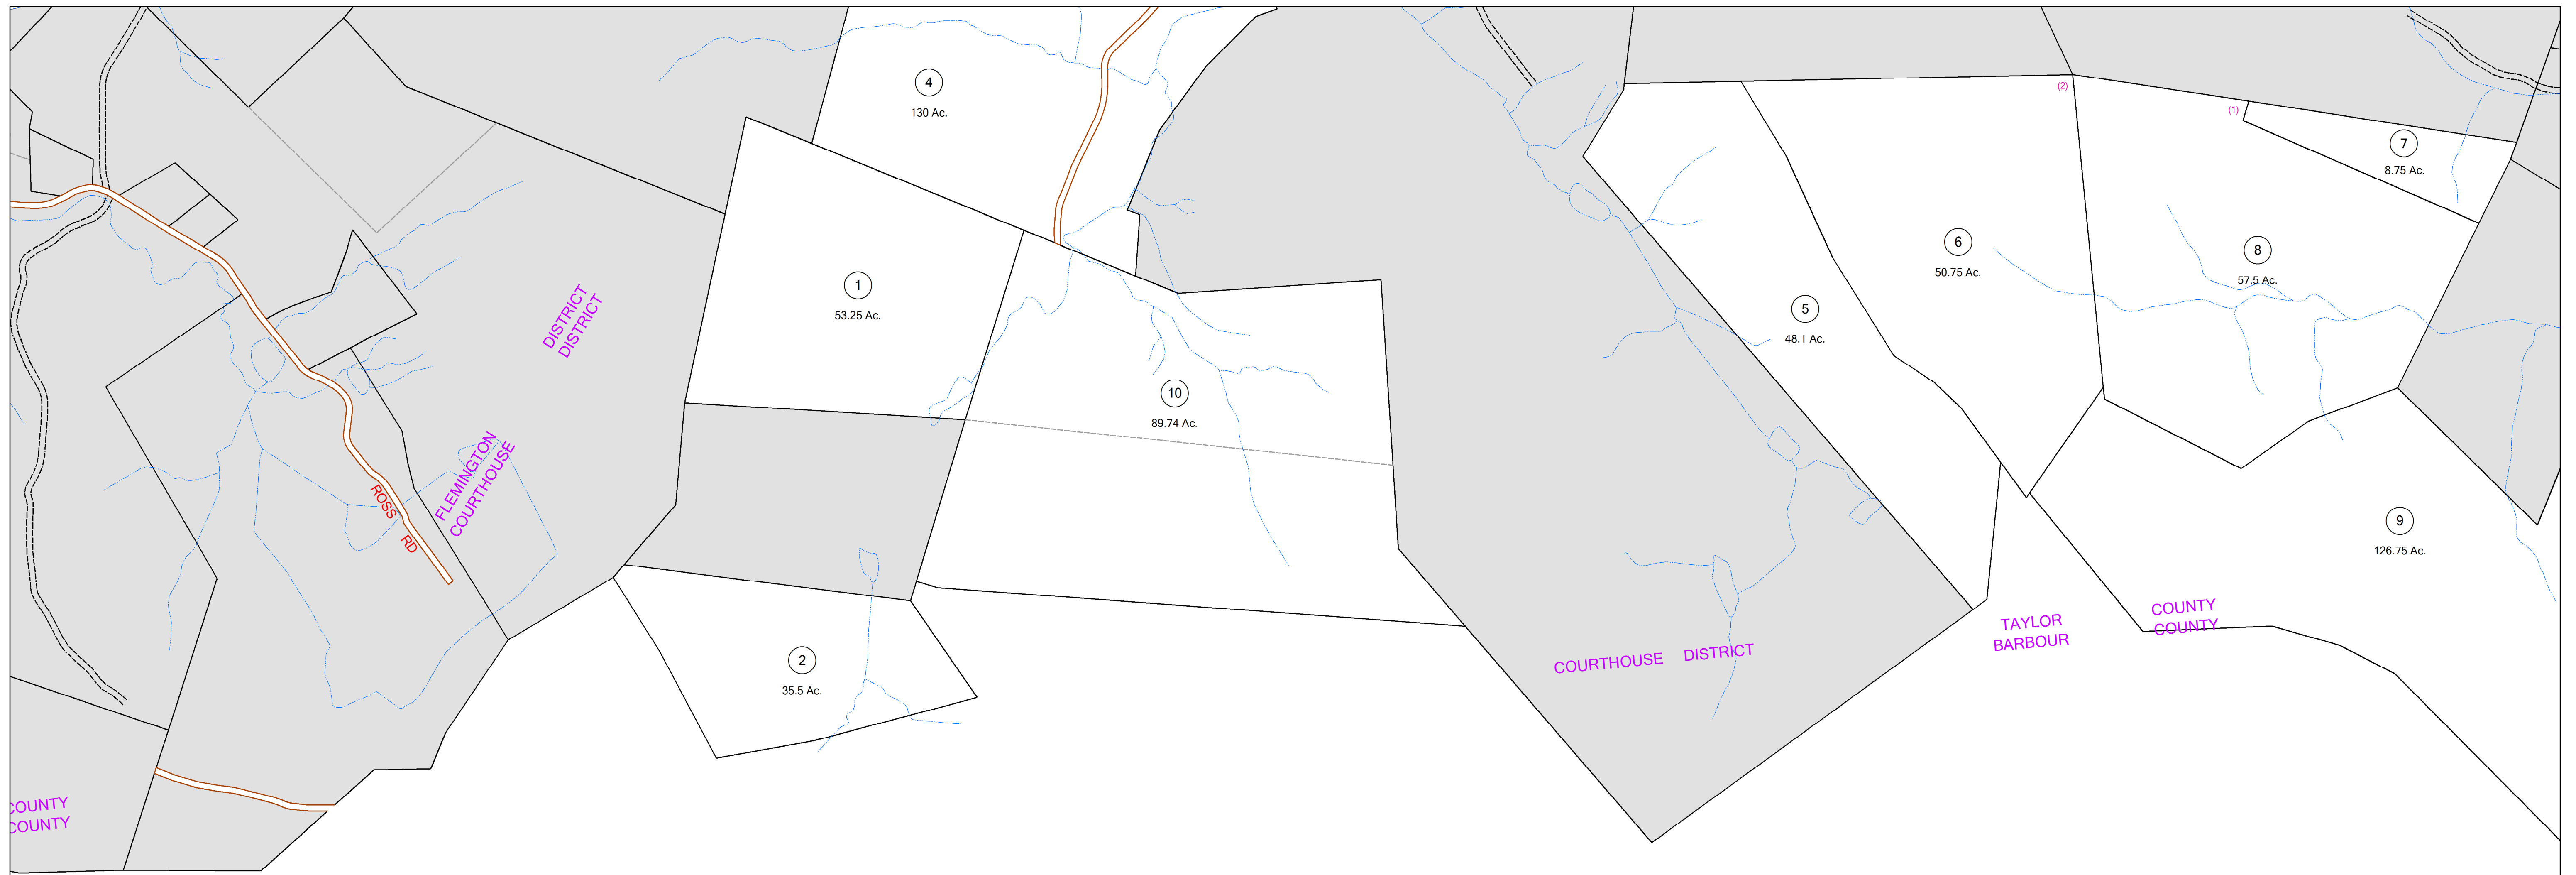 4
130 Ac.
(2)
(1)
7
8.75 Ac.
6
50.75 Ac.
8
57.5 Ac.
1
53.25 Ac.
5
48.1 Ac.
DISTRICT
DISTRICT
10
89.74 Ac.
FLEMINGTON
COURTHOUSE
ROSS RD
9
126.75 Ac.
COUNTY
COUNTY
TAYLOR
BARBOUR
COURTHOUSE DISTRICT
2
35.5 Ac.
COUNTY
COUNTY